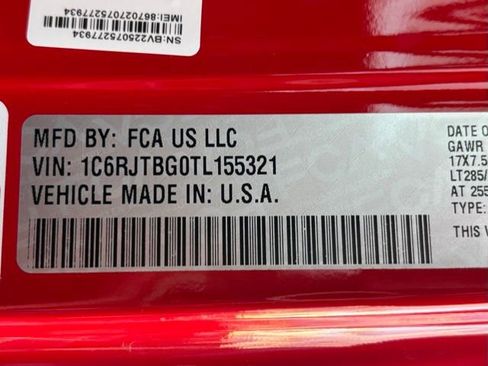 SN:BV225075277934
IMEI:867027075277934
MFD BY: FCA US LLC
VIN: 1C6RJTBG0TL155321
VEHICLE MADE IN: U.S.A.
DATE O
GAWR
17X7.5
LT285/
AT 255
TYPE:
THIS V